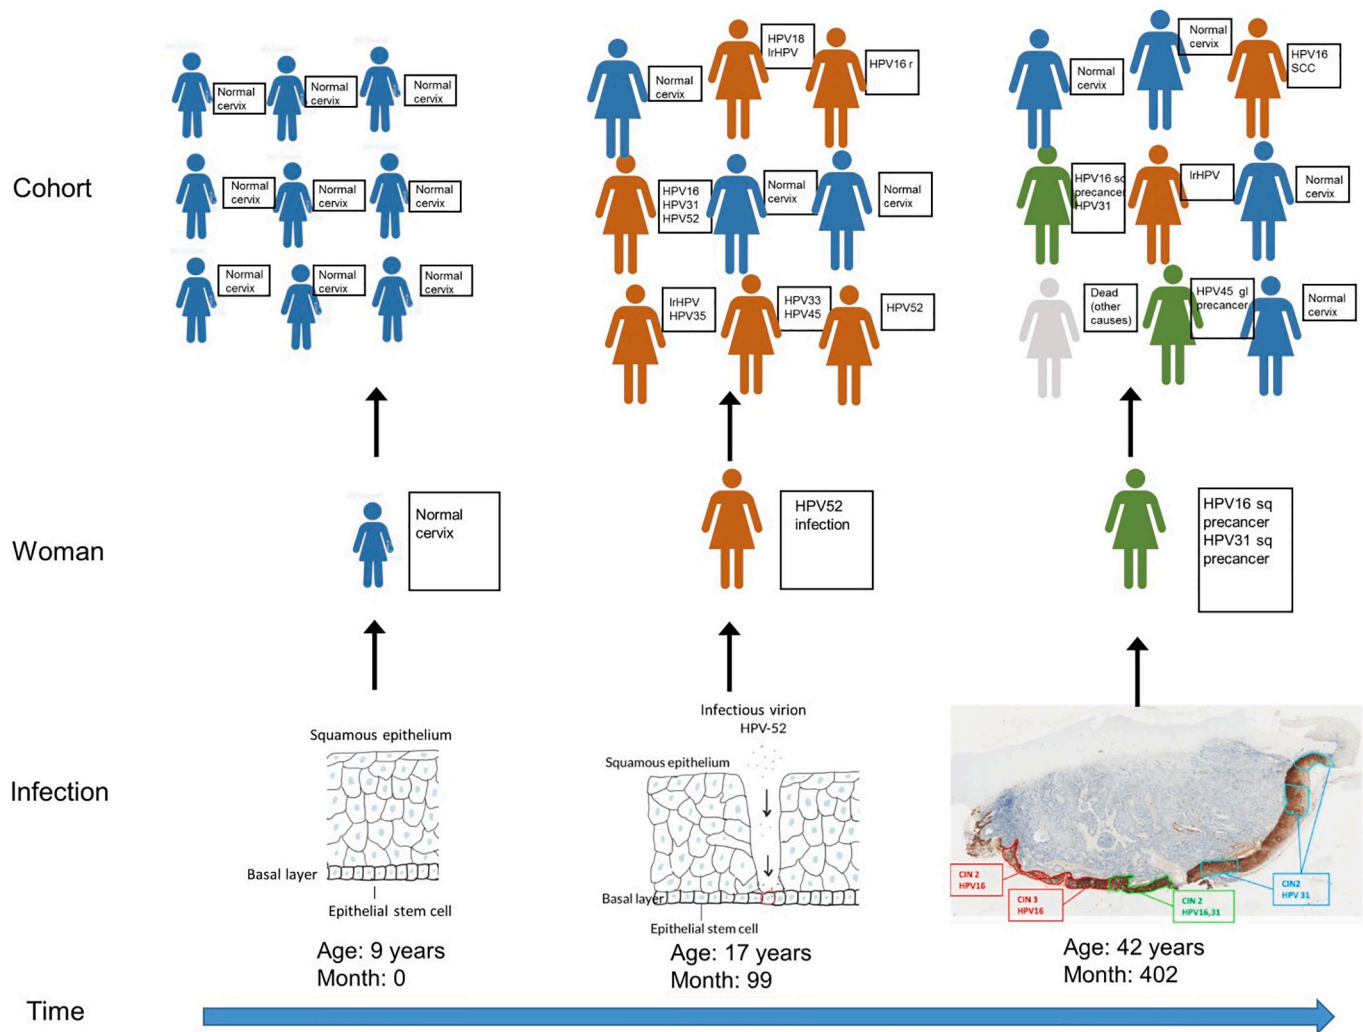 Cohort
Normal
cervix
Normal
cervix
Normal
cervix
Normal
cervix
Normal
cervix
Normal
cervix
Normal
cervix
Normal
cervix
Normal
cervix
Normal
cervix
HPV18
lrHPV
HPV16 r
HPV16
HPV31
HPV52
Normal
cervix
Normal
cervix
lrHPV
HPV35
HPV33
HPV45
HPV52
Normal
cervix
Normal
cervix
HPV16
SCC
HPV16 sq
precancer
HPV31
lrHPV
Normal
cervix
Dead
(other
causes)
HPV45 gl
precancer
Normal
cervix
Woman
Normal
cervix
HPV52
infection
HPV16 sq
precancer
HPV31 sq
precancer
Infection
Squamous epithelium
Basal layer
Epithelial stem cell
Infectious virion
HPV-52
Squamous epithelium
Basal layer
Epithelial stem cell
CIN 2
HPV16
CIN 3
HPV16
CIN 2
HPV16,31
CIN2
HPV 31
Age: 9 years
Month: 0
Age: 17 years
Month: 99
Age: 42 years
Month: 402
Time